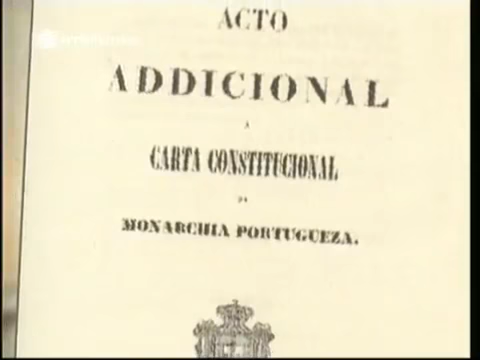 ACTO
ADDICIONAL
A
CARTA CONSTITUCIONAL
DA
MONARCHIA PORTUGUEZA.